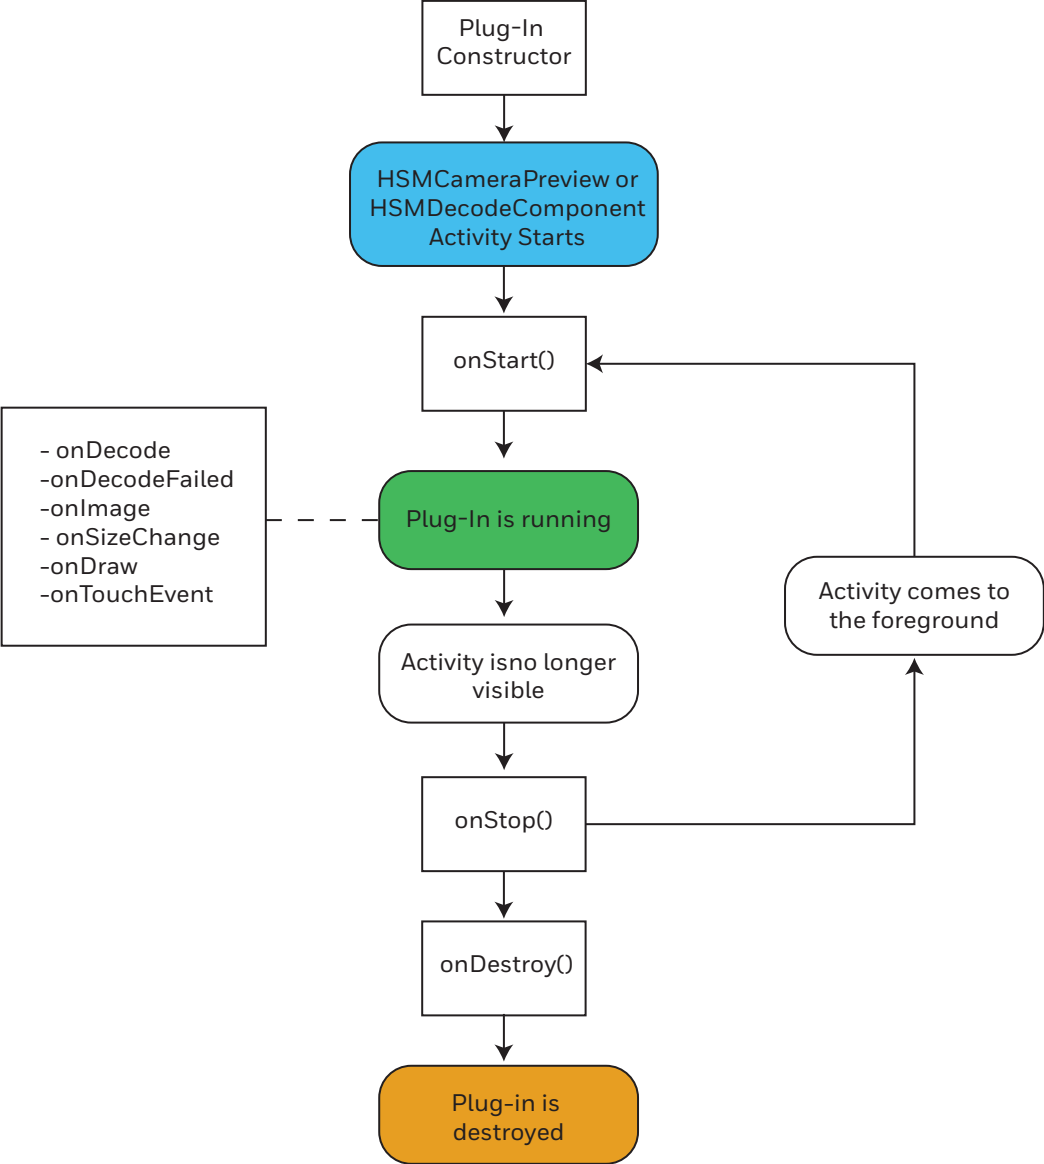 Plug-In
Constructor
HSMCameraPreview or
HSMDecodeComponent
Activity Starts
onStart()
- onDecode
-onDecodeFailed
-onImage
- onSizeChange
-onDraw
-onTouchEvent
Plug-In is running
Activity comes to
the foreground
Activity isno longer
visible
onStop()
onDestroy()
Plug-in is
destroyed